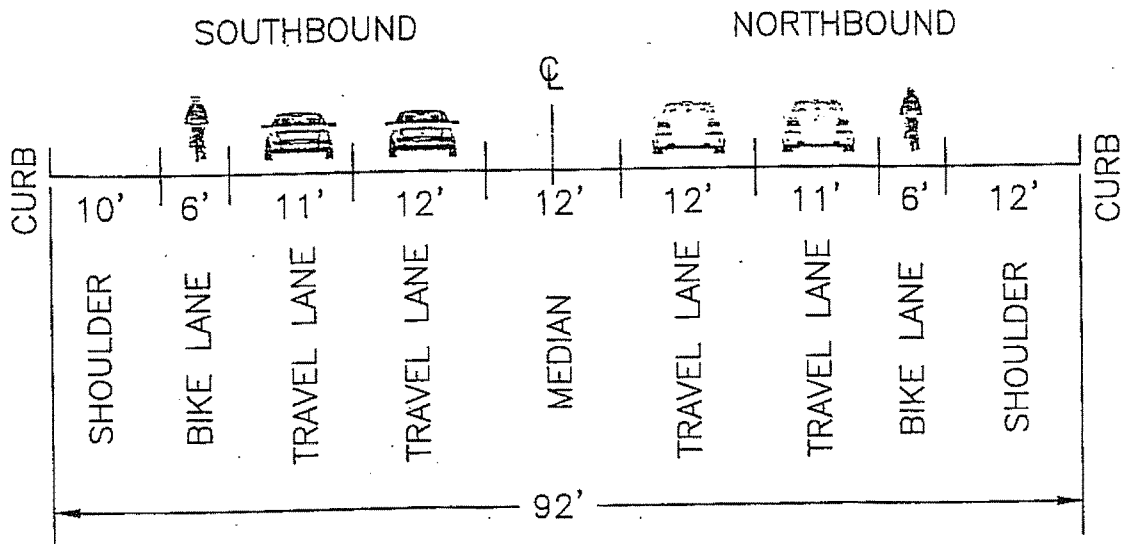 SOUTHBOUND NORTHBOUND
℄
CURB 10' 6' 11' 12' 12' 12' 11' 6' 12' CURB
SHOULDER
BIKE LANE
TRAVEL LANE
TRAVEL LANE
MEDIAN
TRAVEL LANE
TRAVEL LANE
BIKE LANE
SHOULDER
92'